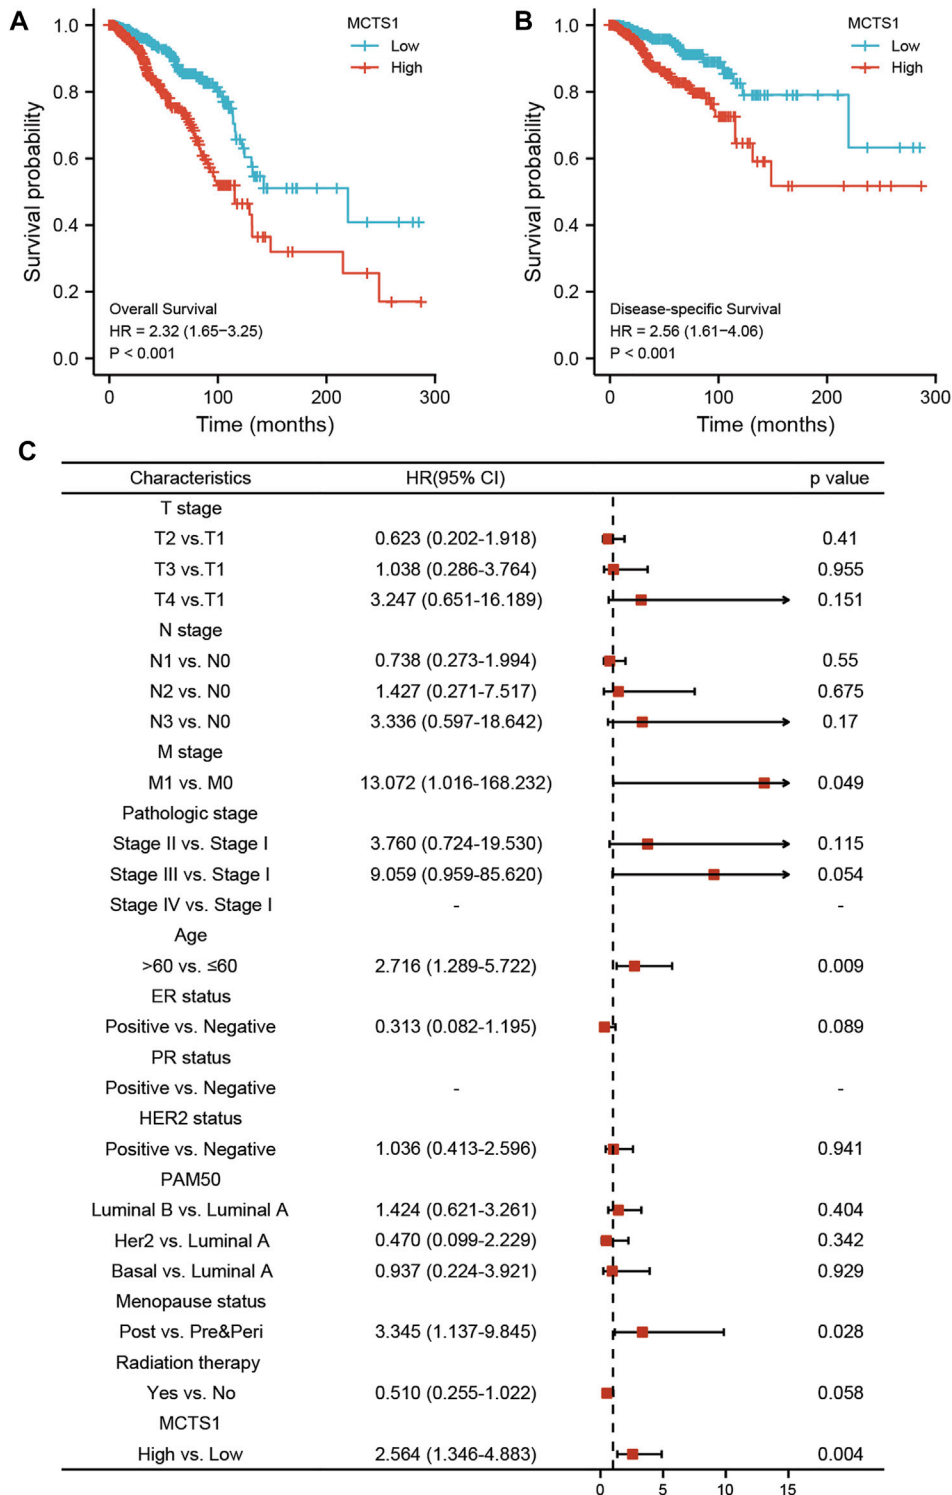 A
MCTS1
Low
High
1.0
0.8
0.6
0.4
0.2
0.0
Survival probability
Overall Survival
HR = 2.32 (1.65−3.25)
P < 0.001
0 100 200 300
Time (months)
B
MCTS1
Low
High
1.0
0.8
0.6
0.4
0.2
0.0
Survival probability
Disease-specific Survival
HR = 2.56 (1.61−4.06)
P < 0.001
0 100 200 300
Time (months)
C
Characteristics HR(95% CI) p value
T stage
T2 vs.T1 0.623 (0.202-1.918) 0.41
T3 vs.T1 1.038 (0.286-3.764) 0.955
T4 vs.T1 3.247 (0.651-16.189) 0.151
N stage
N1 vs. N0 0.738 (0.273-1.994) 0.55
N2 vs. N0 1.427 (0.271-7.517) 0.675
N3 vs. N0 3.336 (0.597-18.642) 0.17
M stage
M1 vs. M0 13.072 (1.016-168.232) 0.049
Pathologic stage
Stage II vs. Stage I 3.760 (0.724-19.530) 0.115
Stage III vs. Stage I 9.059 (0.959-85.620) 0.054
Stage IV vs. Stage I - -
Age
>60 vs. ≤60 2.716 (1.289-5.722) 0.009
ER status
Positive vs. Negative 0.313 (0.082-1.195) 0.089
PR status
Positive vs. Negative - -
HER2 status
Positive vs. Negative 1.036 (0.413-2.596) 0.941
PAM50
Luminal B vs. Luminal A 1.424 (0.621-3.261) 0.404
Her2 vs. Luminal A 0.470 (0.099-2.229) 0.342
Basal vs. Luminal A 0.937 (0.224-3.921) 0.929
Menopause status
Post vs. Pre&Peri 3.345 (1.137-9.845) 0.028
Radiation therapy
Yes vs. No 0.510 (0.255-1.022) 0.058
MCTS1
High vs. Low 2.564 (1.346-4.883) 0.004
0 5 10 15